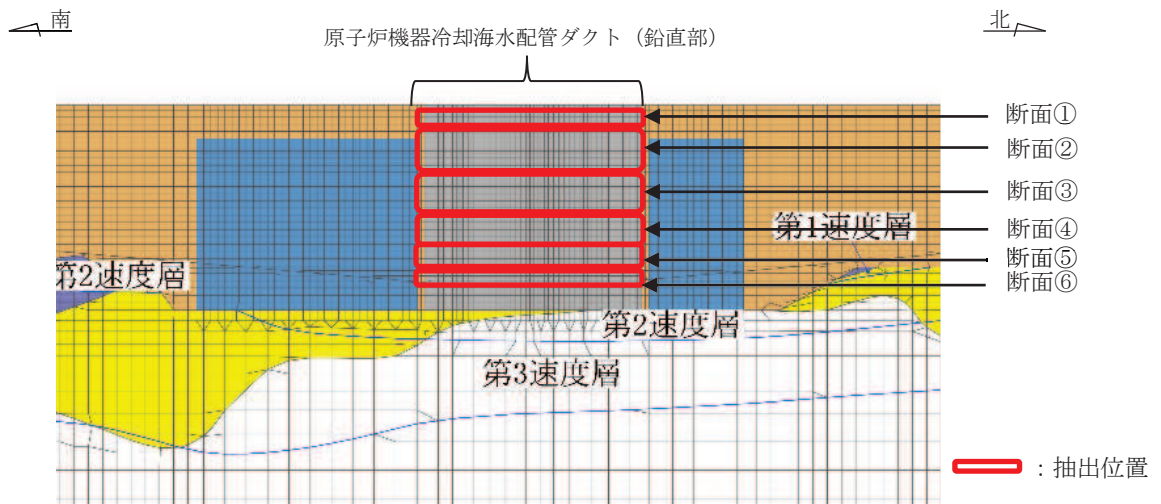 南
北
原子炉機器冷却海水配管ダクト（鉛直部）
断面①
断面②
断面③
断面④
第1速度層
断面⑤
第2速度層
断面⑥
第2速度層
第3速度層
：抽出位置